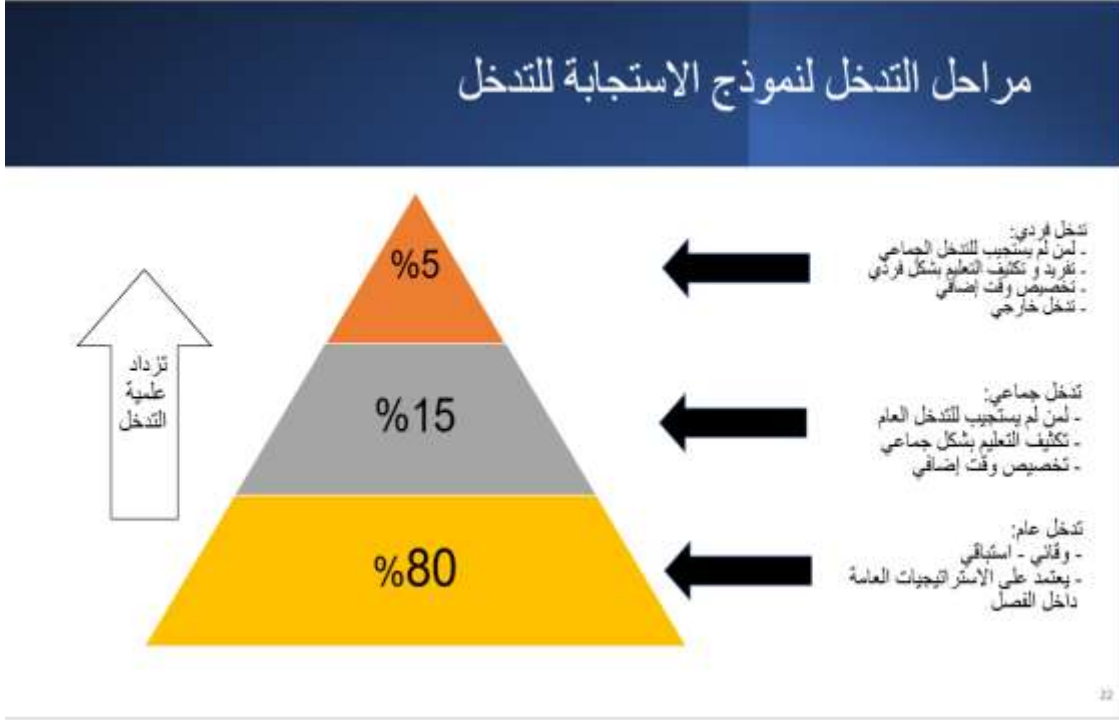 مراحل التدخل لنموذج الاستجابة للتدخل
تدخل فردي:
- لمن لم يستجيب للتدخل الجماعي
- تفريد و تكثيف التعليم بشكل فردي
- تخصيص وقت إضافي
- تدخل خارجي
%5
تزداد
علمية
التدخل
تدخل جماعي:
- لمن لم يستجيب للتدخل العام
- تكثيف التعليم بشكل جماعي
- تخصيص وقت إضافي
%15
تدخل عام:
- وقائي - استباقي
- يعتمد على الاستراتيجيات العامة
داخل الفصل
%80
22